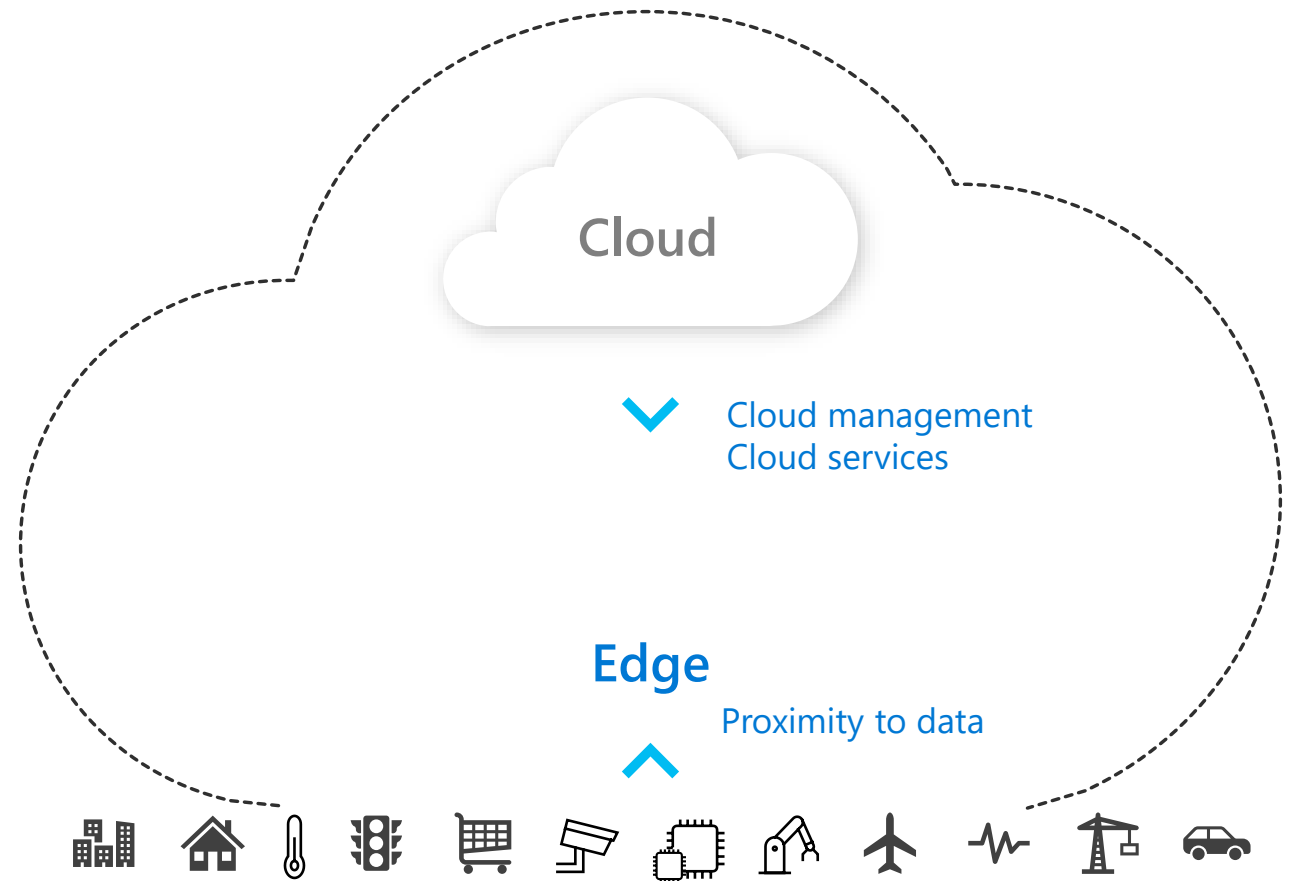 Cloud
Cloud management
Cloud services
Edge
Proximity to data